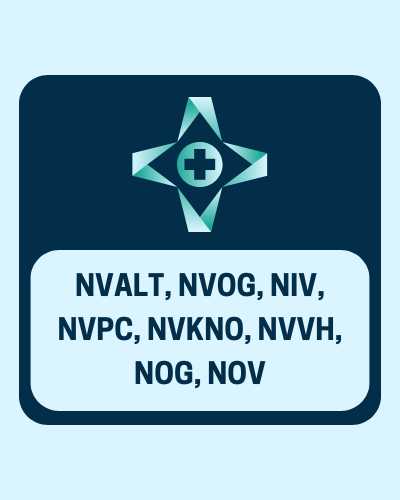 NVALT, NVOG, NIV,
NVPC, NVKNO, NVVH,
NOG, NOV